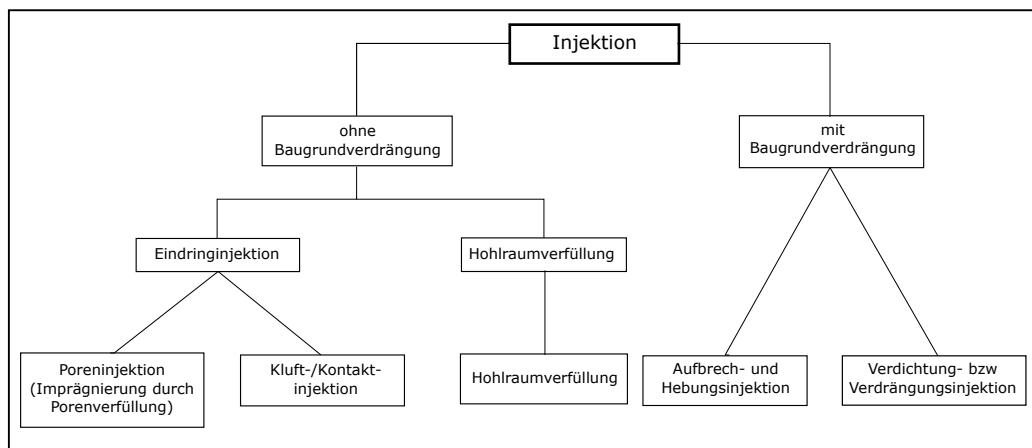 Injektion
ohne
Baugrundverdrängung
mit
Baugrundverdrängung
Eindringinjektion
Hohlraumverfüllung
Poreninjektion
(Imprägnierung durch
Porenverfüllung)
Kluft-/Kontakt-
injektion
Hohlraumverfüllung
Aufbrech- und
Hebungsinjektion
Verdichtung- bzw
Verdrängungsinjektion